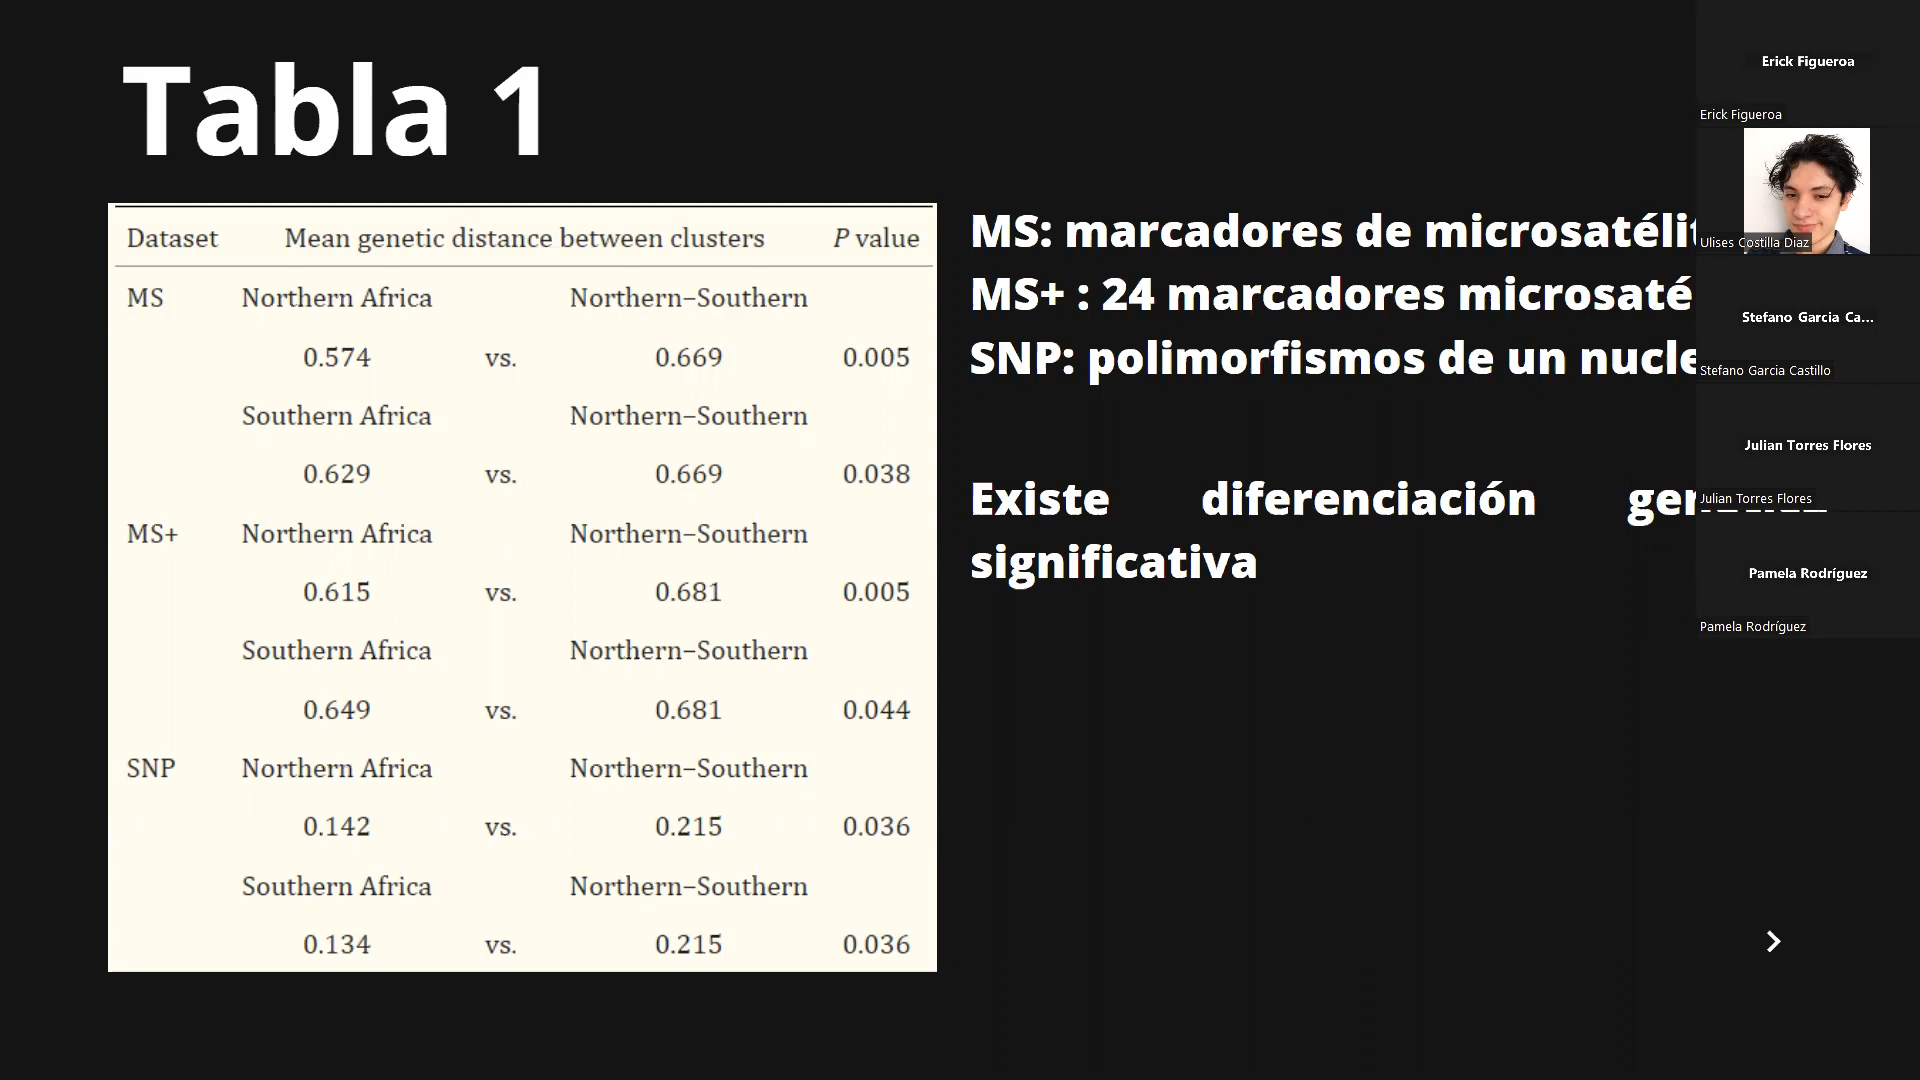 Tabla 1
Dataset Mean genetic distance between clusters P value
MS Northern Africa Northern–Southern
0.574 vs. 0.669 0.005
Southern Africa Northern–Southern
0.629 vs. 0.669 0.038
MS+ Northern Africa Northern–Southern
0.615 vs. 0.681 0.005
Southern Africa Northern–Southern
0.649 vs. 0.681 0.044
SNP Northern Africa Northern–Southern
0.142 vs. 0.215 0.036
Southern Africa Northern–Southern
0.134 vs. 0.215 0.036
MS: marcadores de
MS+ : 24 marcadores
SNP: polimorfismos de un
Existe diferenciación
significativa
Erick Figueroa
Erick Figueroa
Ulises Costilla Diaz
Stefano Garcia Ca...
Stefano Garcia Castillo
Julian Torres Flores
Julian Torres Flores
Pamela Rodríguez
Pamela Rodríguez